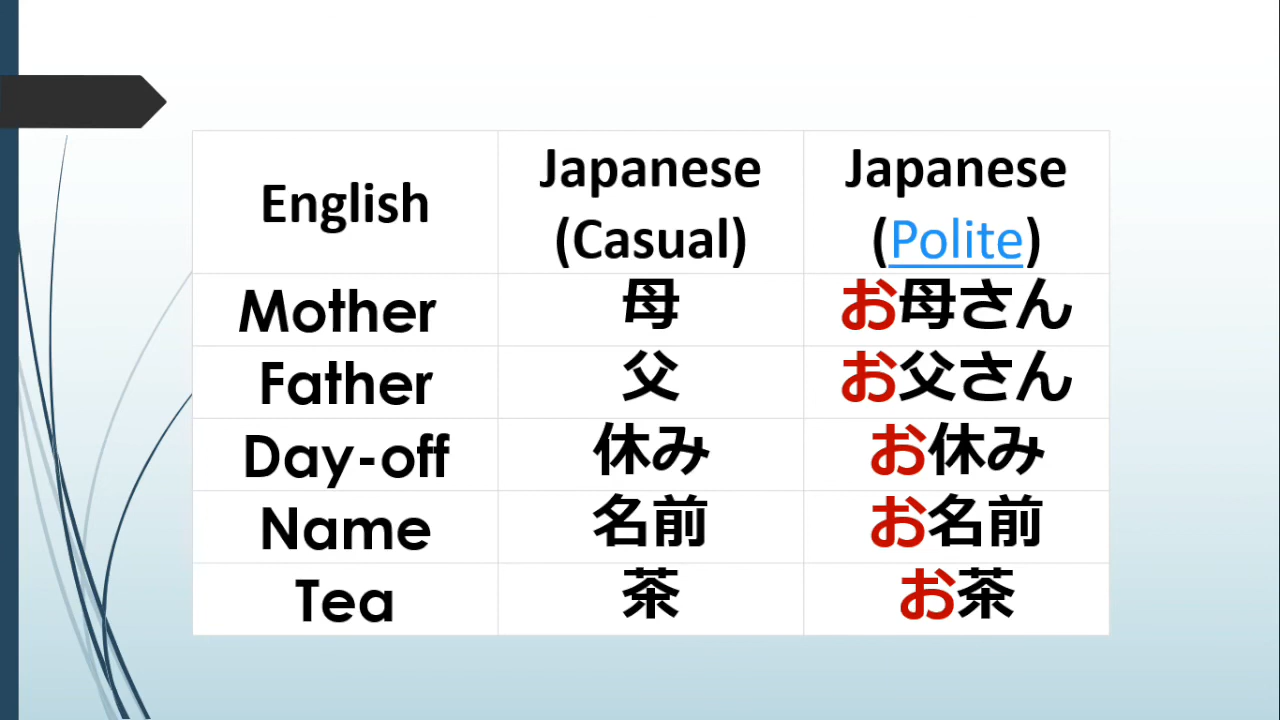 English Japanese (Casual) Japanese (Polite)
Mother 母 お母さん
Father 父 お父さん
Day-off 休み お休み
Name 名前 お名前
Tea 茶 お茶